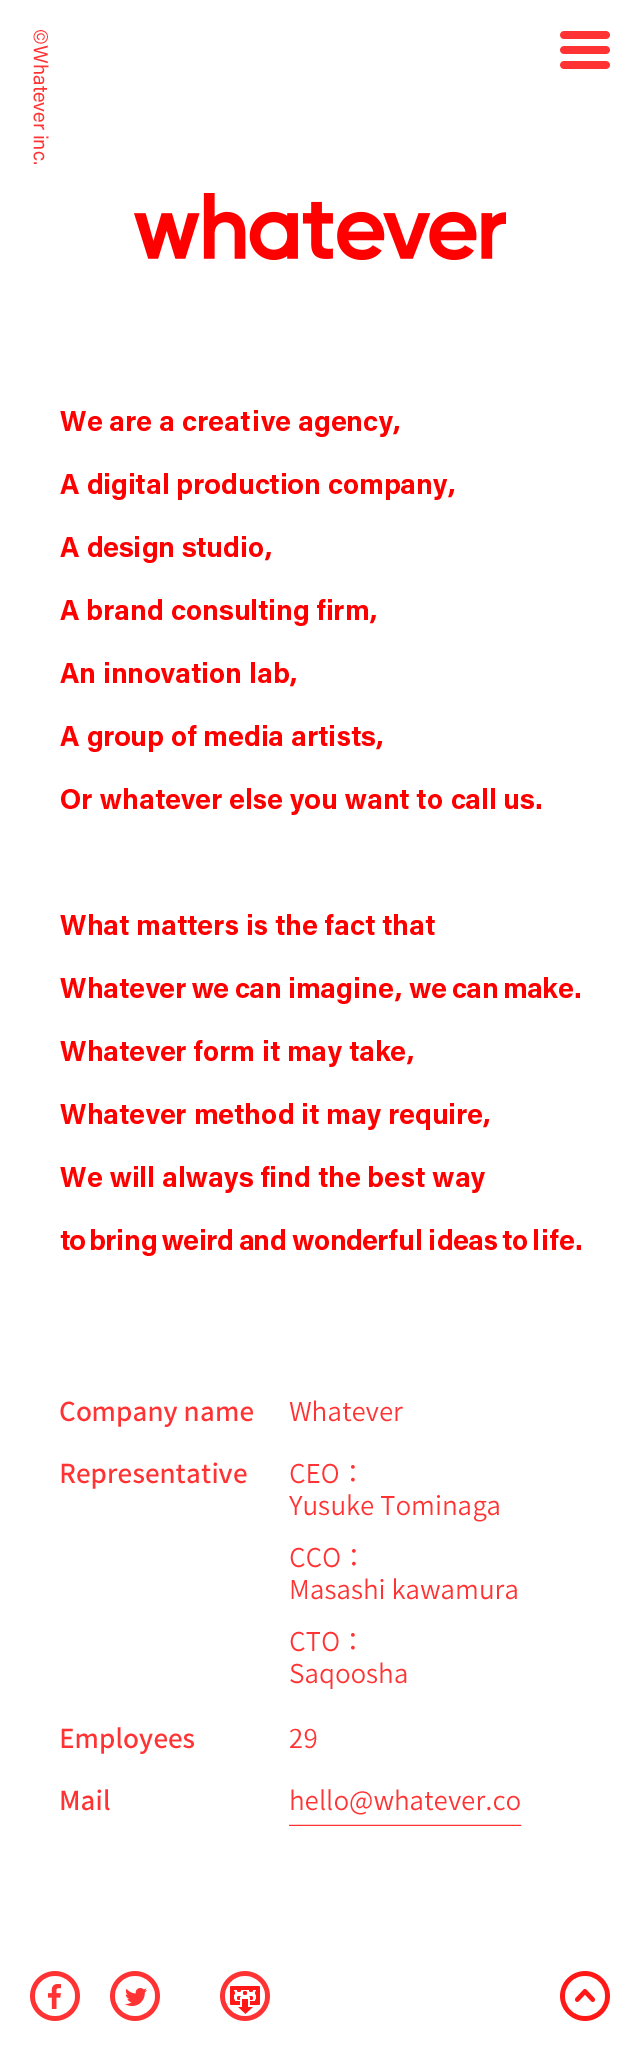 ©Whatever inc.
whatever
We are a creative agency,
A digital production company,
A design studio,
A brand consulting firm,
An innovation lab,
A group of media artists,
Or whatever else you want to call us.
What matters is the fact that
Whatever we can imagine, we can make.
Whatever form it may take,
Whatever method it may require,
We will always find the best way
to bring weird and wonderful ideas to life.
Company name Whatever
Representative CEO：
Yusuke Tominaga
CCO：
Masashi kawamura
CTO：
Saqoosha
Employees 29
Mail hello@whatever.co